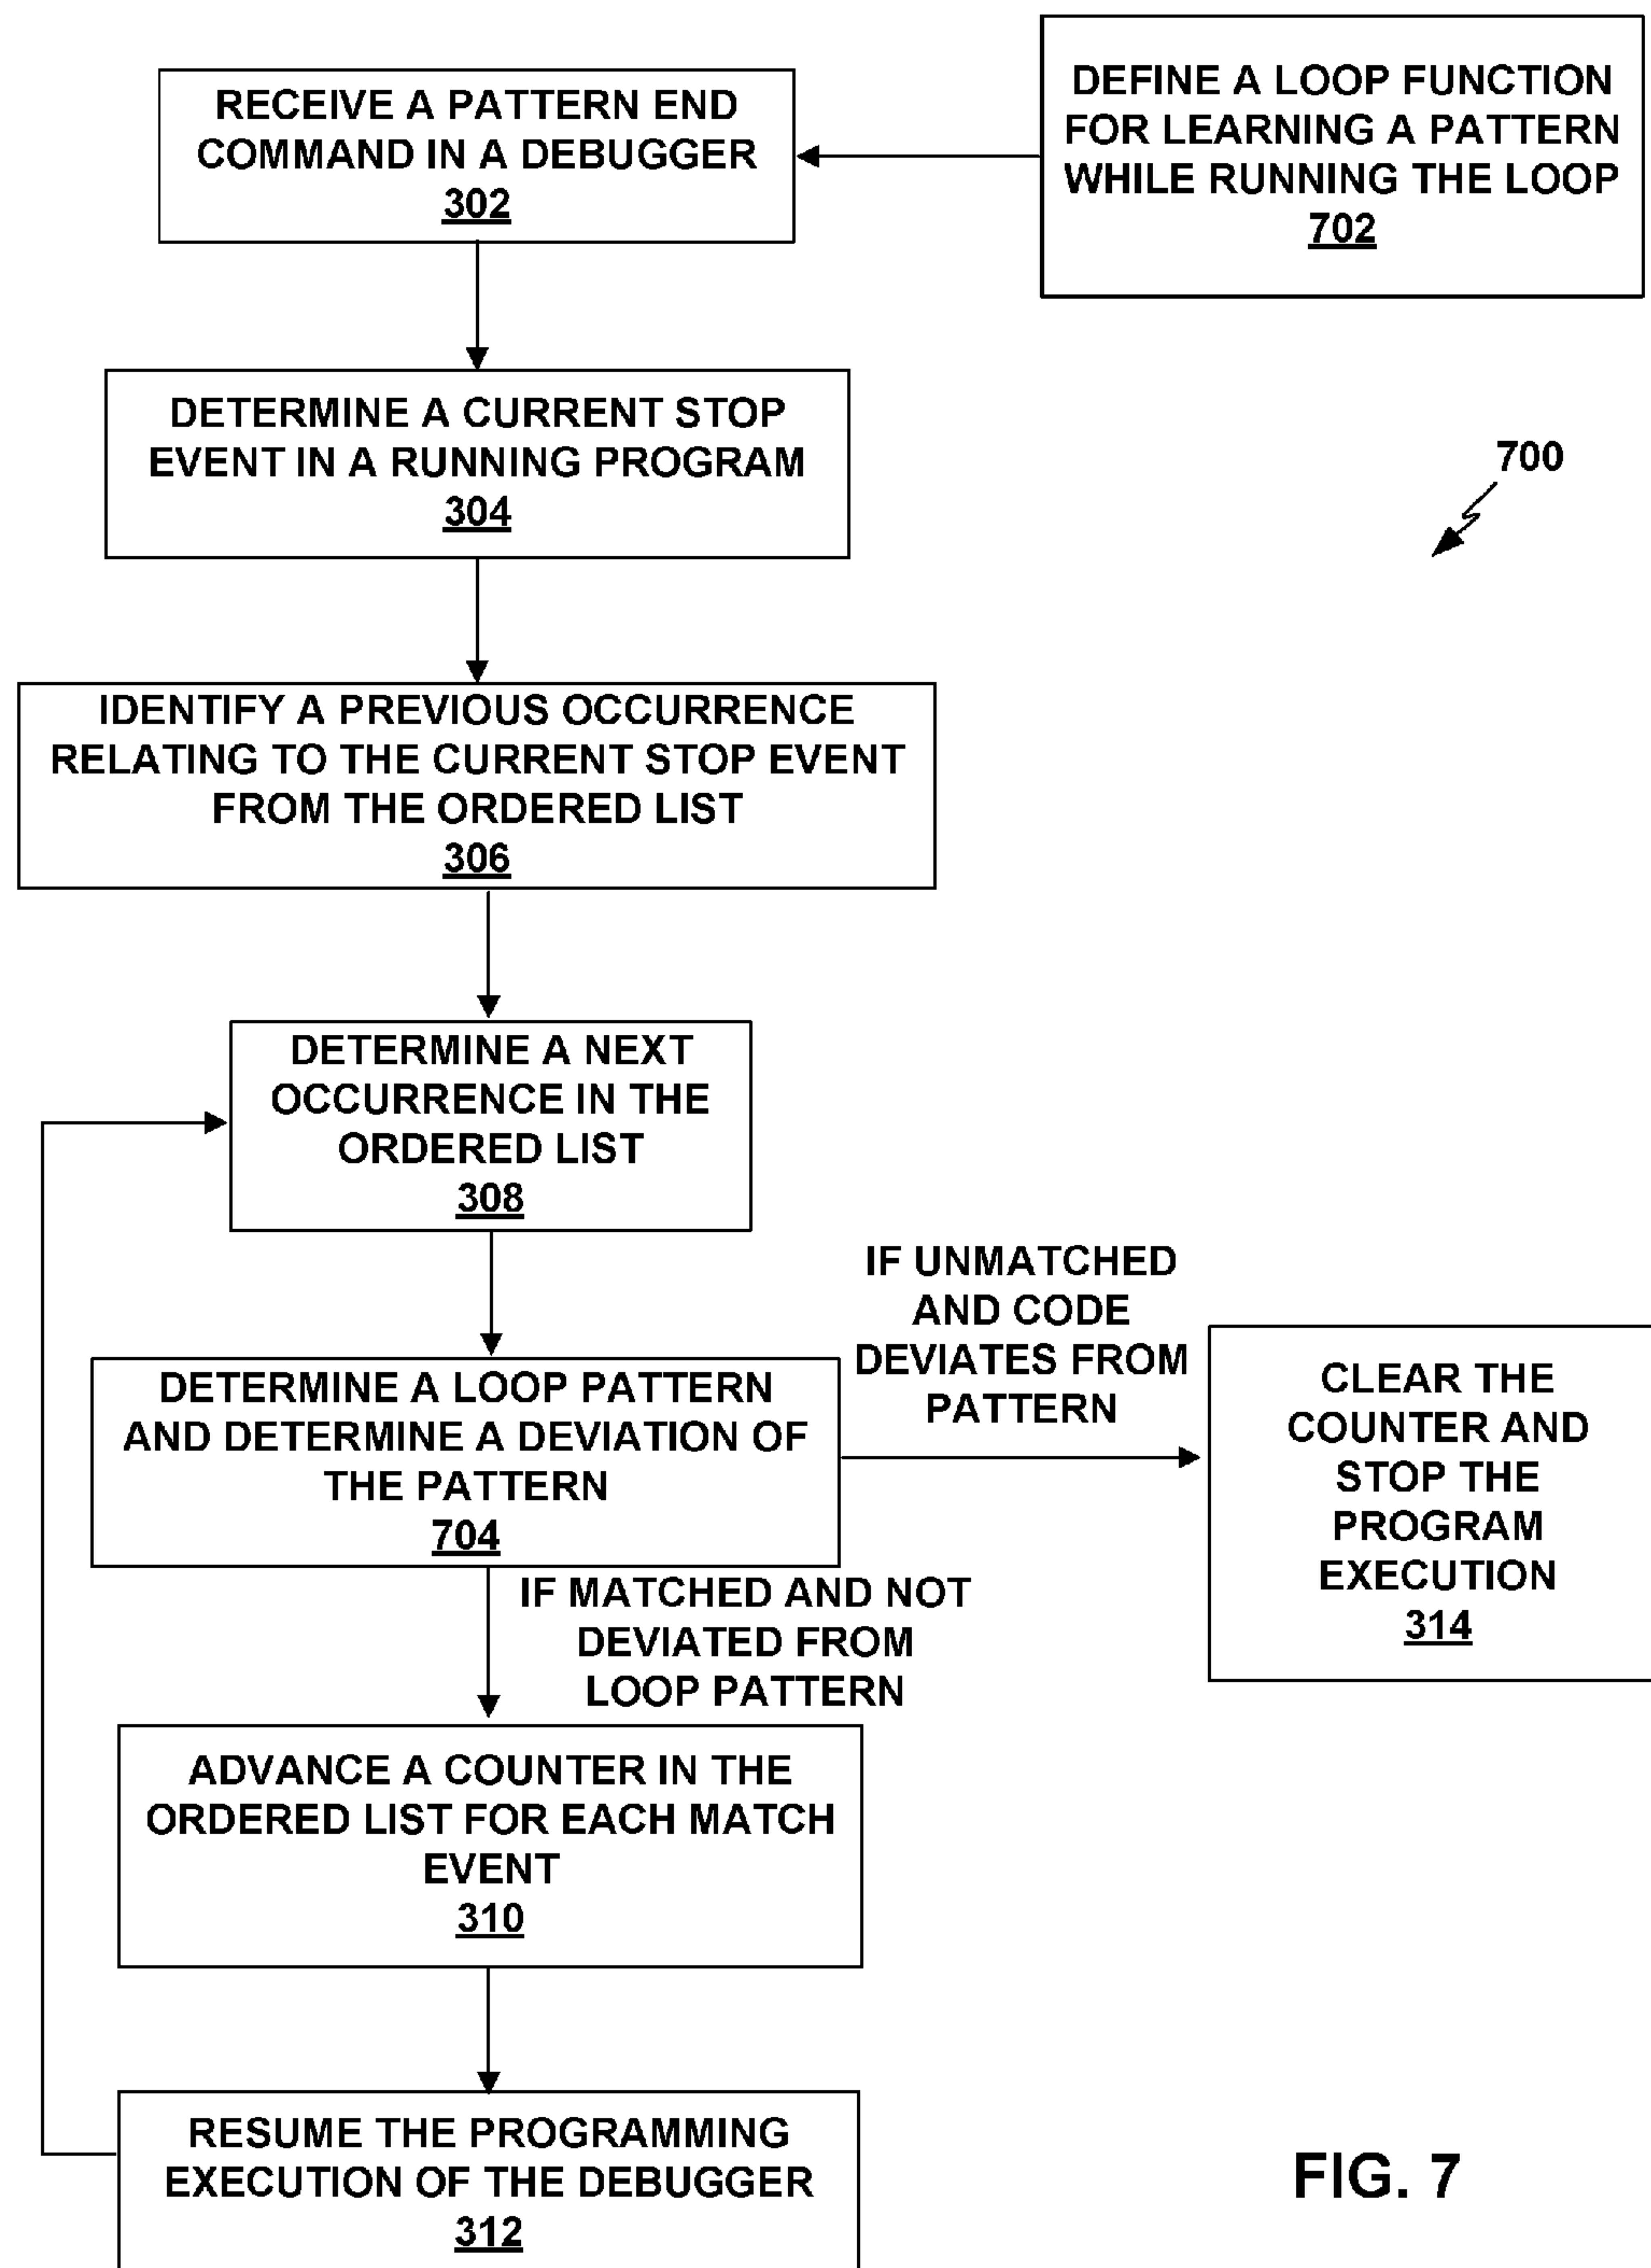 RECEIVE A PATTERN END
COMMAND IN A DEBUGGER
302
DEFINE A LOOP FUNCTION
FOR LEARNING A PATTERN
WHILE RUNNING THE LOOP
702
DETERMINE A CURRENT STOP
EVENT IN A RUNNING PROGRAM
304
700
IDENTIFY A PREVIOUS OCCURRENCE
RELATING TO THE CURRENT STOP EVENT
FROM THE ORDERED LIST
306
DETERMINE A NEXT
OCCURRENCE IN THE
ORDERED LIST
308
IF UNMATCHED
AND CODE
DEVIATES FROM
PATTERN
DETERMINE A LOOP PATTERN
AND DETERMINE A DEVIATION OF
THE PATTERN
704
CLEAR THE
COUNTER AND
STOP THE
PROGRAM
EXECUTION
314
IF MATCHED AND NOT
DEVIATED FROM
LOOP PATTERN
ADVANCE A COUNTER IN THE
ORDERED LIST FOR EACH MATCH
EVENT
310
RESUME THE PROGRAMMING
EXECUTION OF THE DEBUGGER
312
FIG. 7